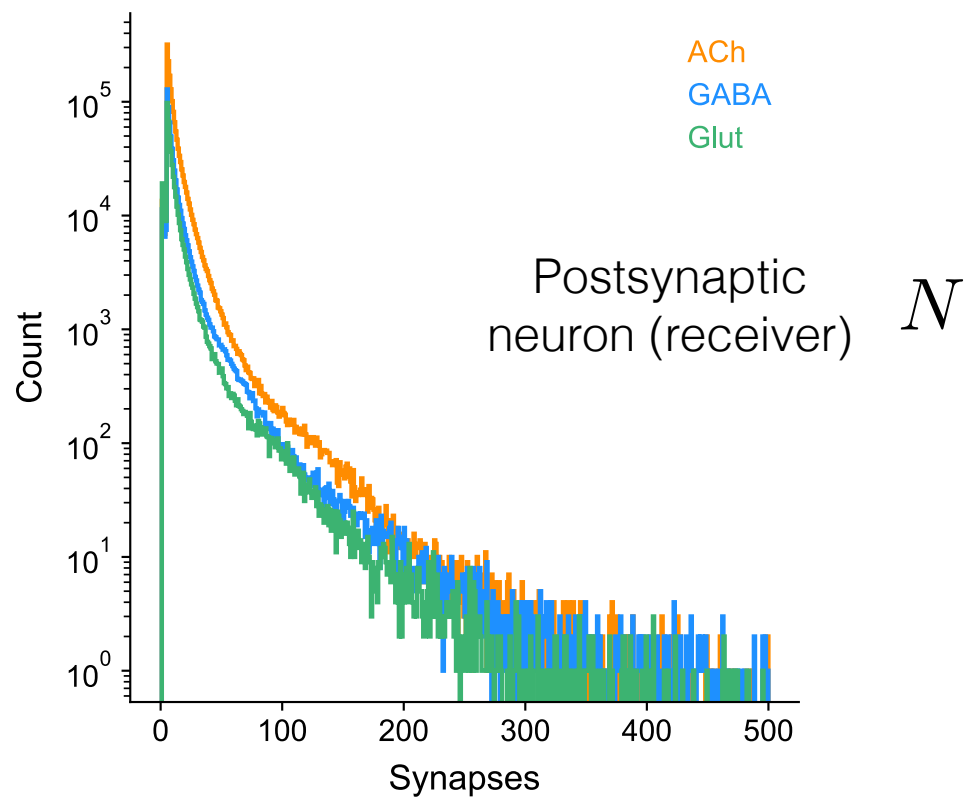 ACh
GABA
Glut
10^5
10^4
10^3
10^2
10^1
10^0
Count
Postsynaptic
neuron (receiver)
N
0 100 200 300 400 500
Synapses